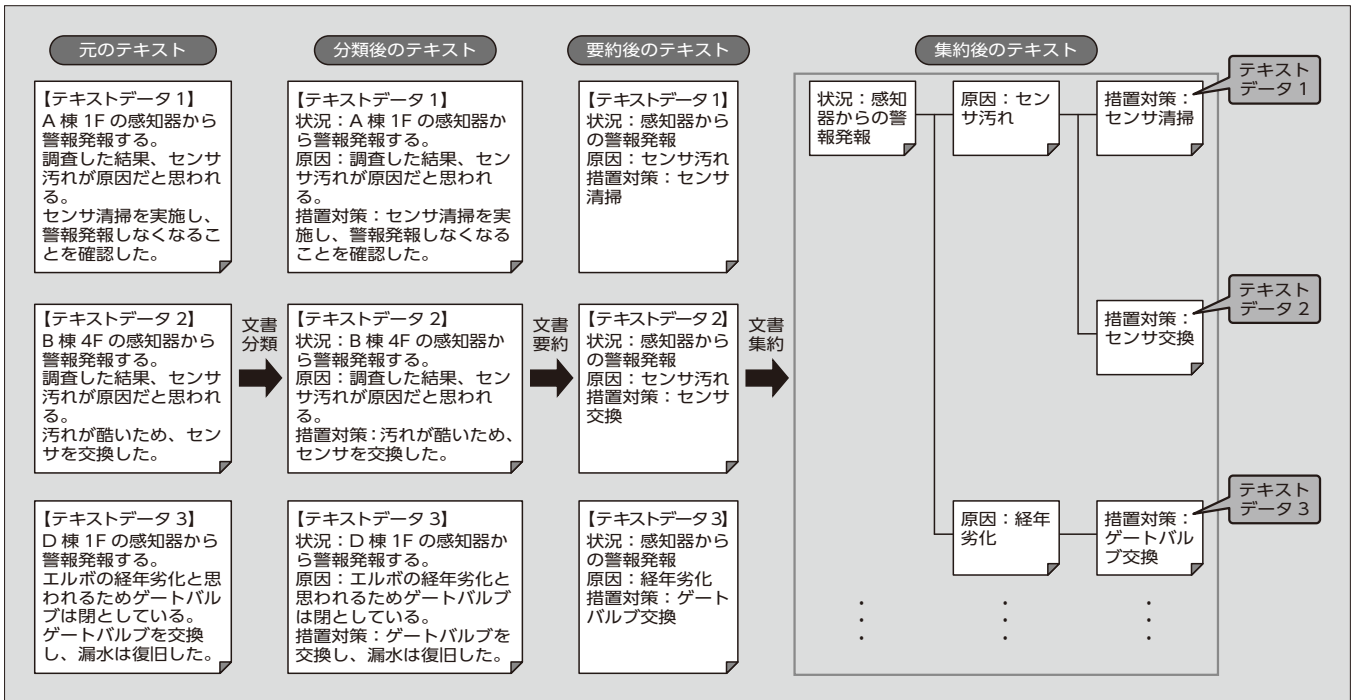 元のテキスト
分類後のテキスト
要約後のテキスト
集約後のテキスト
【テキストデータ 1】
A 棟 1F の感知器から
警報発報する。
調査した結果、センサ
汚れが原因だと思われ
る。
センサ清掃を実施し、
警報発報しなくなるこ
とを確認した。
【テキストデータ 2】
B 棟 4F の感知器から
警報発報する。
調査した結果、センサ
汚れが原因だと思われ
る。
汚れが酷いため、セン
サを交換した。
【テキストデータ 3】
D 棟 1F の感知器から
警報発報する。
エルボの経年劣化と思
われるためゲートバル
ブは閉としている。
ゲートバルブを交換
し、漏水は復旧した。
文書
分類
【テキストデータ 1】
状況：A 棟 1F の感知器か
ら警報発報する。
原因：調査した結果、セン
サ汚れが原因だと思われ
る。
措置対策：センサ清掃を実
施し、警報発報しなくなる
ことを確認した。
【テキストデータ 2】
状況：B 棟 4F の感知器か
ら警報発報する。
原因：調査した結果、セン
サ汚れが原因だと思われ
る。
措置対策：汚れが酷いため、
センサを交換した。
【テキストデータ 3】
状況：D 棟 1F の感知器か
ら警報発報する。
原因：エルボの経年劣化と
思われるためゲートバルブ
は閉としている。
措置対策：ゲートバルブを
交換し、漏水は復旧した。
文書
要約
【テキストデータ1】
状況：感知器から
の警報発報
原因：センサ汚れ
措置対策：センサ
清掃
【テキストデータ2】
状況：感知器から
の警報発報
原因：センサ汚れ
措置対策：センサ
交換
【テキストデータ3】
状況：感知器から
の警報発報
原因：経年劣化
措置対策：ゲート
バルブ交換
文書
集約
状況：感知
器からの警
報発報
原因：セン
サ汚れ
措置対策：
センサ清掃
テキスト
データ 1
措置対策：
センサ交換
テキスト
データ 2
原因：経年
劣化
措置対策：
ゲートバル
ブ交換
テキスト
データ 3